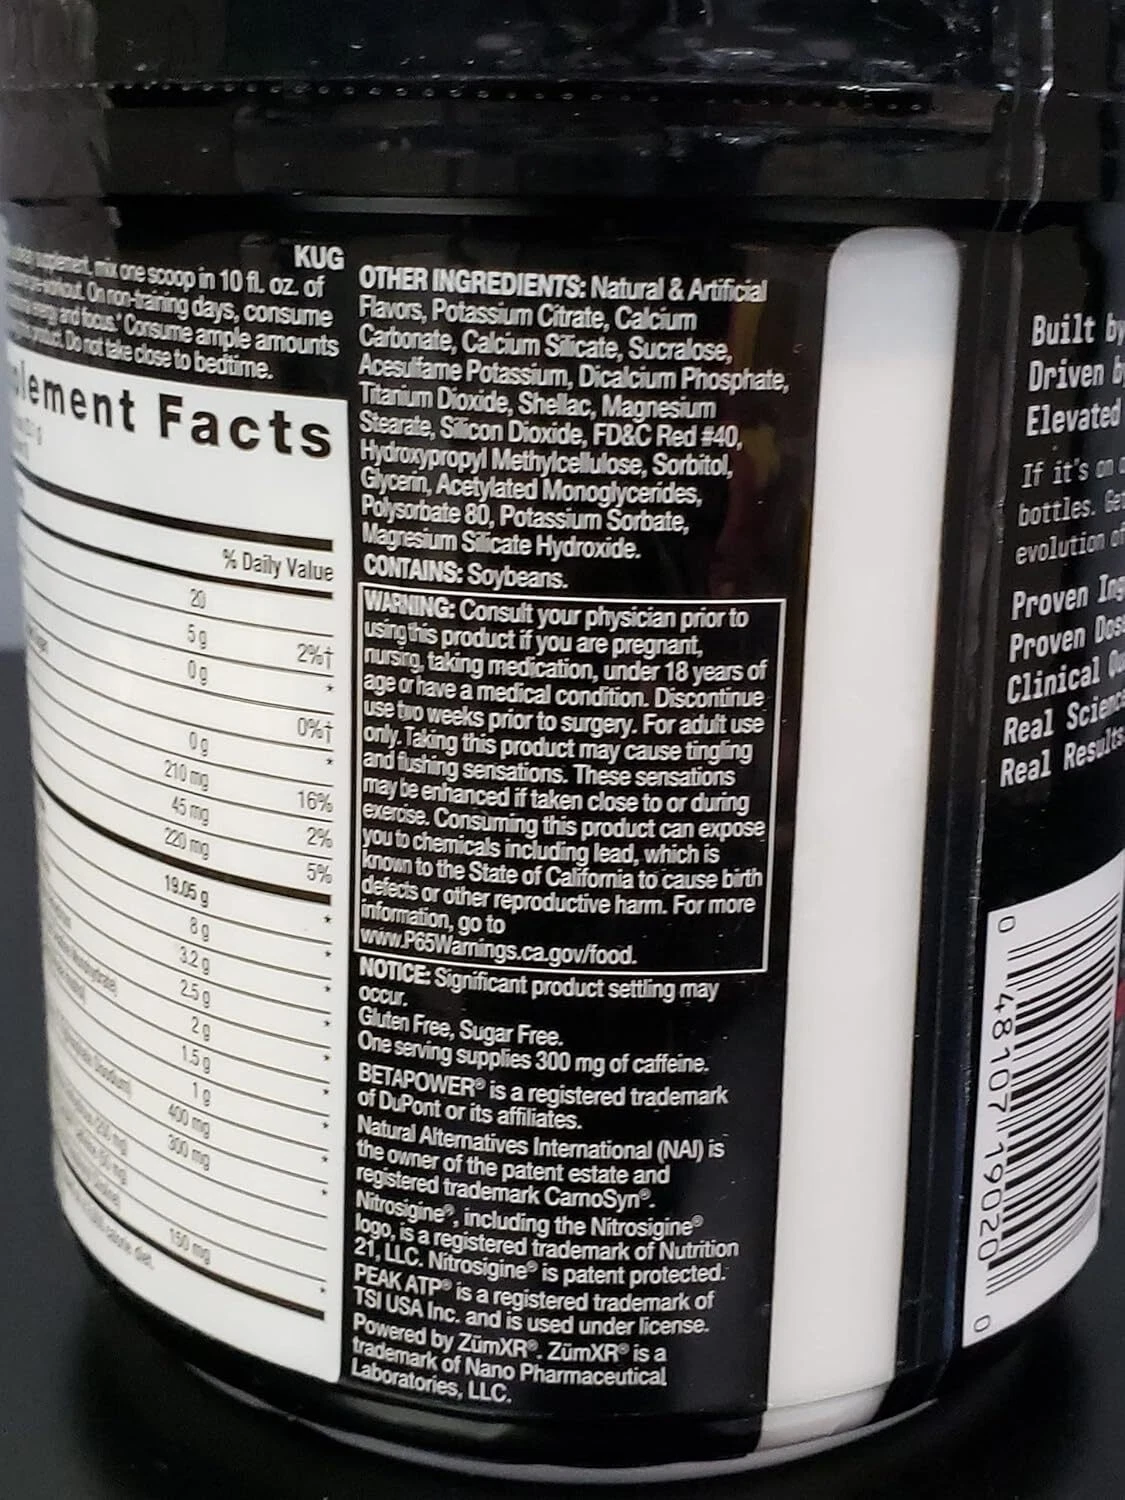 KUG
mix one scoop in 10 fl. oz. of
On non-training days, consume
and focus.* Consume ample amounts
Do not take close to bedtime.
Facts
% Daily Value
20
5 g 2%†
0 g *
0%†
0 g *
210 mg 16%
45 mg 2%
220 mg 5%
19.05 g *
8 g *
3.2 g *
2.5 g *
2 g *
1.5 g *
1 g *
400 mg *
300 mg *
150 mg *
OTHER INGREDIENTS: Natural & Artificial
Flavors, Potassium Citrate, Calcium
Carbonate, Calcium Silicate, Sucralose,
Acesulfame Potassium, Dicalcium Phosphate,
Titanium Dioxide, Shellac, Magnesium
Stearate, Silicon Dioxide, FD&C Red #40,
Hydroxypropyl Methylcellulose, Sorbitol,
Glycerin, Acetylated Monoglycerides,
Polysorbate 80, Potassium Sorbate,
Magnesium Silicate Hydroxide.
CONTAINS: Soybeans.
WARNING: Consult your physician prior to
using this product if you are pregnant,
nursing, taking medication, under 18 years of
age or have a medical condition. Discontinue
use two weeks prior to surgery. For adult use
only. Taking this product may cause tingling
and flushing sensations. These sensations
may be enhanced if taken close to or during
exercise. Consuming this product can expose
you to chemicals including lead, which is
known to the State of California to cause birth
defects or other reproductive harm. For more
information, go to
www.P65Warnings.ca.gov/food.
NOTICE: Significant product settling may
occur.
Gluten Free, Sugar Free.
One serving supplies 300 mg of caffeine.
BETAPOWER® is a registered trademark
of DuPont or its affiliates.
Natural Alternatives International (NAI) is
the owner of the patent estate and
registered trademark CarnoSyn®.
Nitrosigine®, including the Nitrosigine®
logo, is a registered trademark of Nutrition
21, LLC. Nitrosigine® is patent protected.
PEAK ATP® is a registered trademark of
TSI USA Inc. and is used under license.
Powered by ZümXR®. ZümXR® is a
trademark of Nano Pharmaceutical
Laboratories, LLC.
Built by
Driven
Elevated
If it's on
bottles.
evolution of
Proven
Proven
Clinical
Real Science
Real Results
0 48107 19020 0